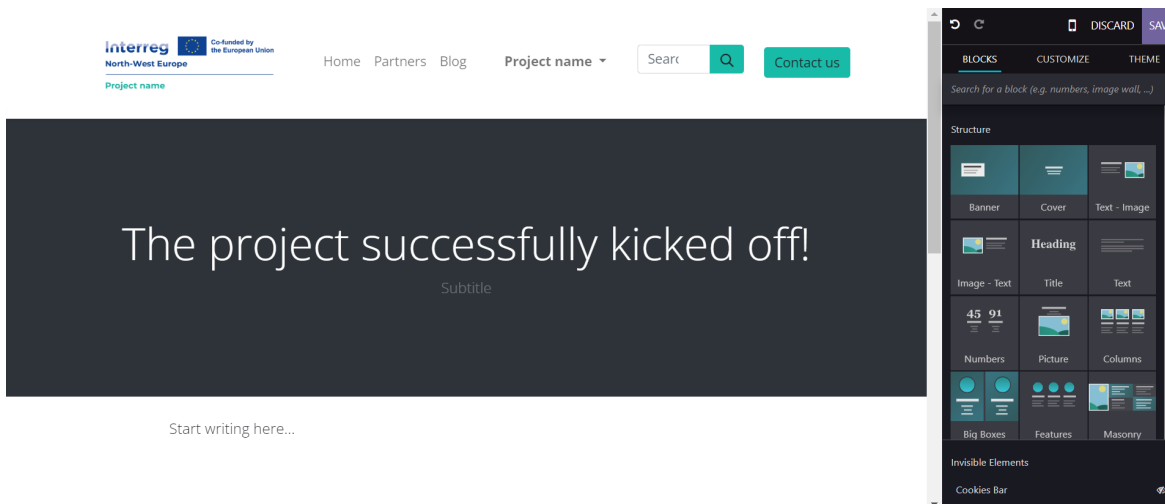 Interreg
Co-funded by
the European Union
North-West Europe
Project name
Home Partners Blog Project name Searc Contact us
The project successfully kicked off!
Subtitle
Start writing here...
DISCARD SAV
BLOCKS CUSTOMIZE THEME
Search for a block (e.g. numbers, image wall, ...)
Structure
Banner Cover Text - Image
Heading
Image - Text Title Text
45 91
Numbers Picture Columns
Big Boxes Features Masonry
Invisible Elements
Cookies Bar